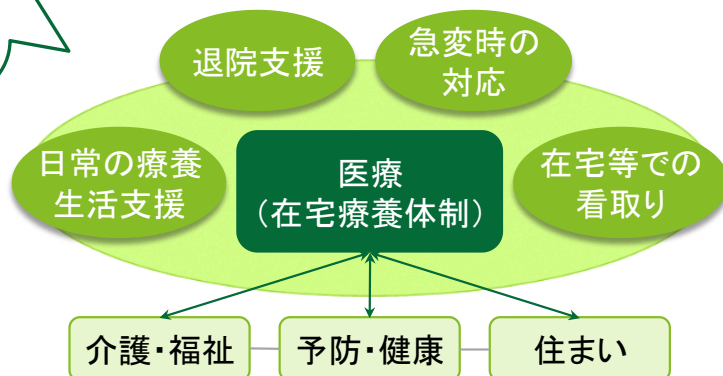 退院支援
急変時の
対応
日常の療養
生活支援
医療
（在宅療養体制）
在宅等での
看取り
介護・福祉
予防・健康
住まい